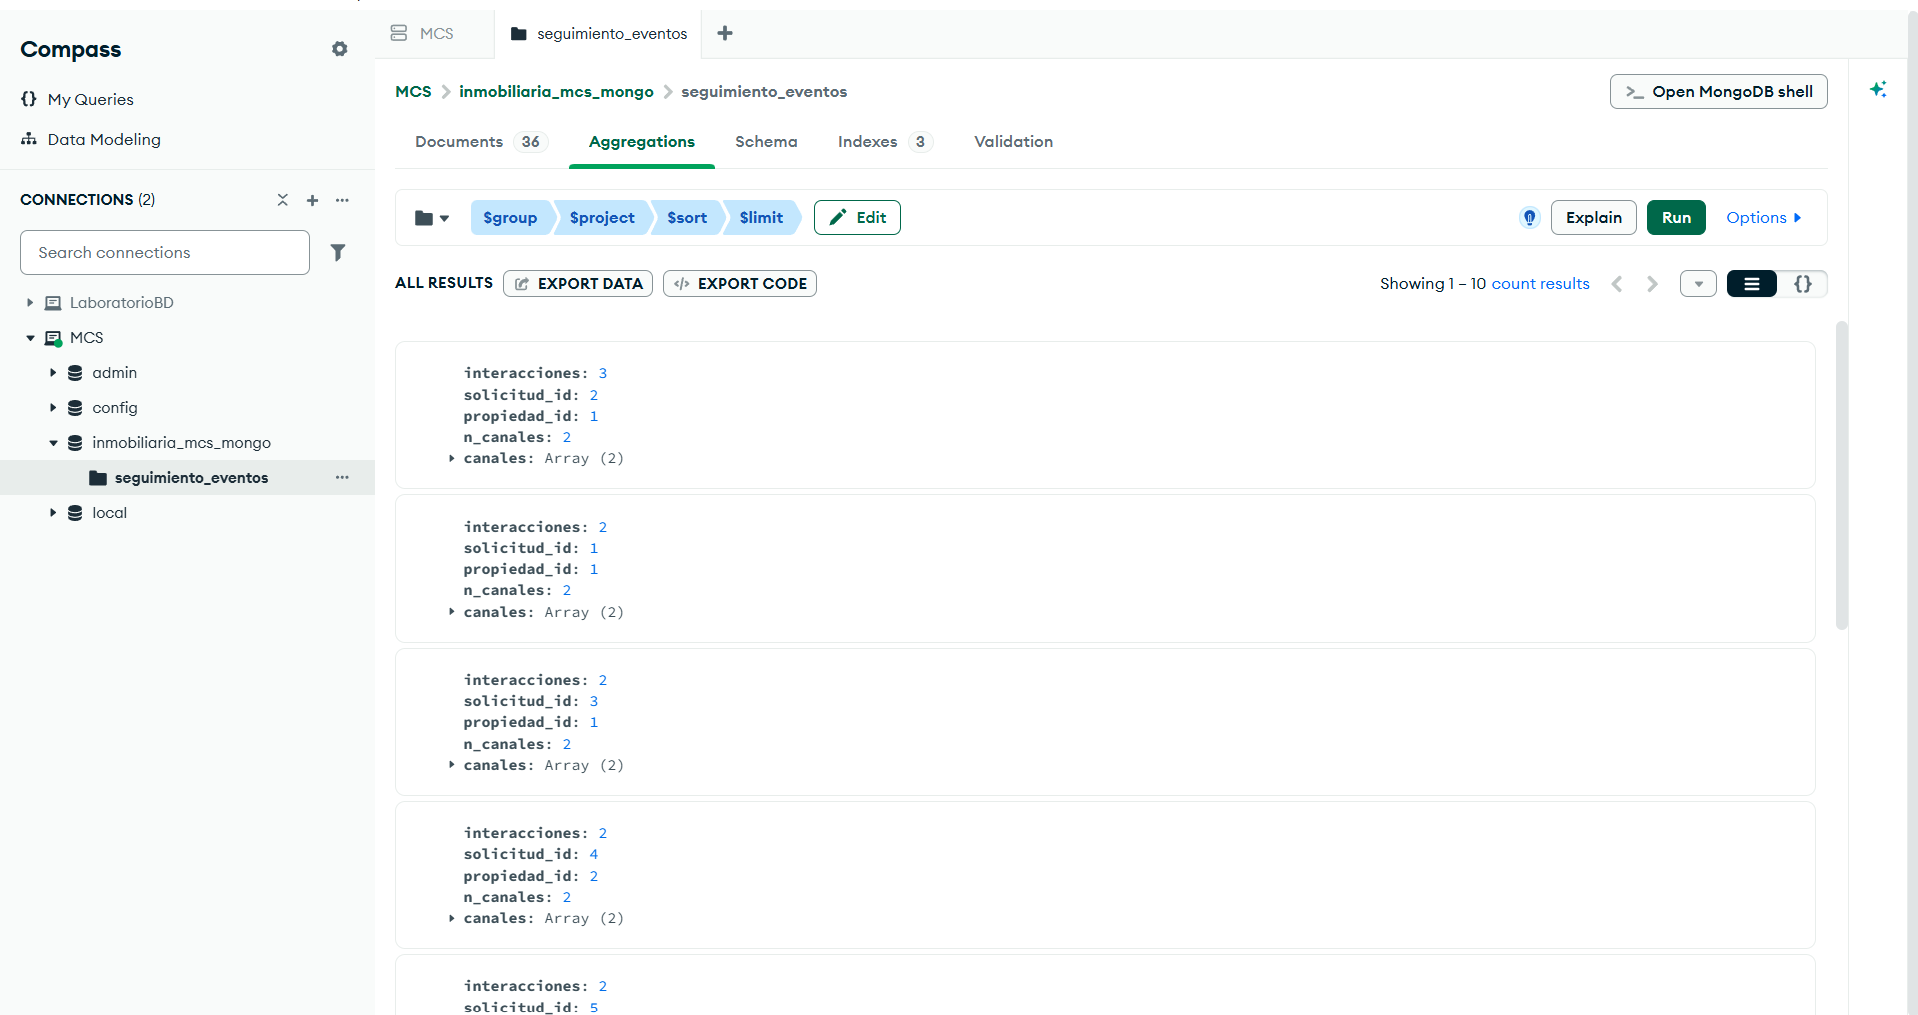 Compass
My Queries
Data Modeling
CONNECTIONS (2)
Search connections
LaboratorioBD
MCS
admin
config
inmobiliaria_mcs_mongo
seguimiento_eventos
local
MCS
seguimiento_eventos
MCS > inmobiliaria_mcs_mongo > seguimiento_eventos
>_ Open MongoDB shell
Documents 36 Aggregations Schema Indexes 3 Validation
$group $project $sort $limit Edit Explain Run Options
ALL RESULTS EXPORT DATA </> EXPORT CODE Showing 1 – 10 count results {}
interacciones: 3
solicitud_id: 2
propiedad_id: 1
n_canales: 2
canales: Array (2)
interacciones: 2
solicitud_id: 1
propiedad_id: 1
n_canales: 2
canales: Array (2)
interacciones: 2
solicitud_id: 3
propiedad_id: 1
n_canales: 2
canales: Array (2)
interacciones: 2
solicitud_id: 4
propiedad_id: 2
n_canales: 2
canales: Array (2)
interacciones: 2
solicitud_id: 5